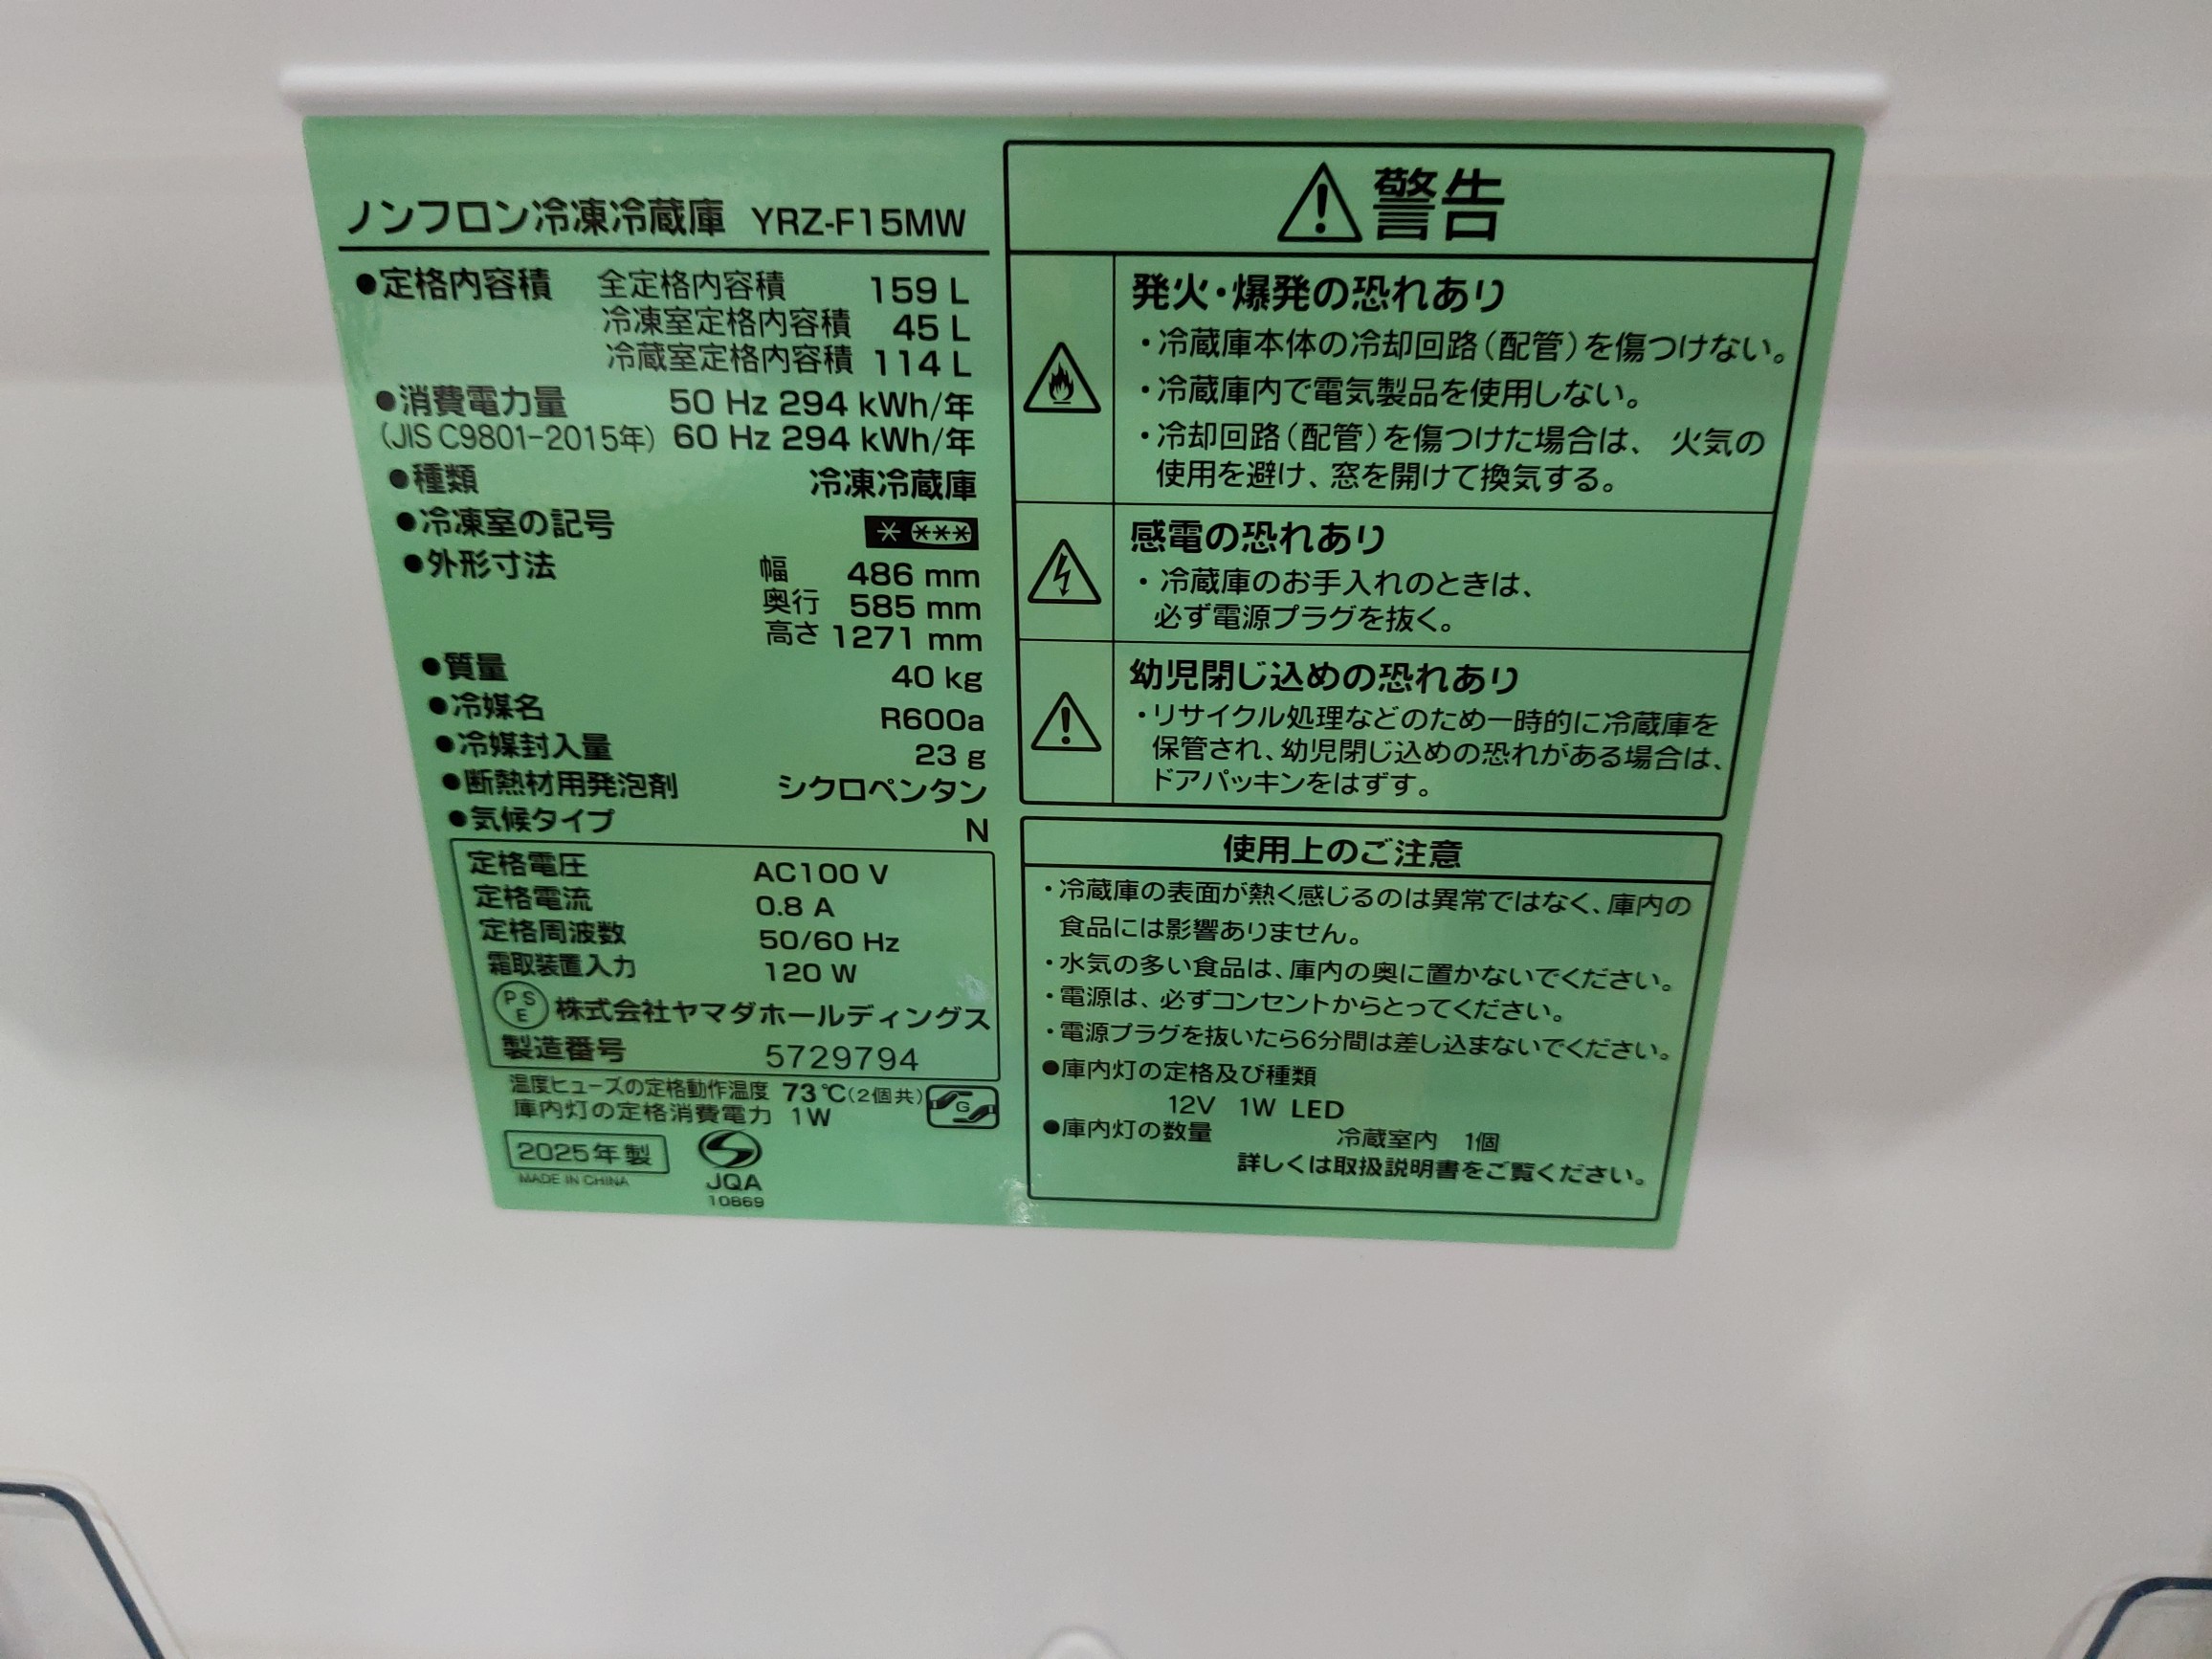 ノンフロン冷凍冷蔵庫 YRZ-F15MW
●定格内容積 全定格内容積 159 L
冷凍室定格内容積 45 L
冷蔵室定格内容積 114 L
●消費電力量 50 Hz 294 kWh/年
(JIS C9801-2015年) 60 Hz 294 kWh/年
●種類 冷凍冷蔵庫
●冷凍室の記号 * ***
●外形寸法 幅 486 mm
奥行 585 mm
高さ 1271 mm
●質量 40 kg
●冷媒名 R600a
●冷媒封入量 23 g
●断熱材用発泡剤 シクロペンタン
●気候タイプ N
定格電圧 AC100 V
定格電流 0.8 A
定格周波数 50/60 Hz
霜取装置入力 120 W
PSE 株式会社ヤマダホールディングス
製造番号 5729794
温度ヒューズの定格動作温度 73℃(2個共)
庫内灯の定格消費電力 1W
G
2025年製
MADE IN CHINA
JQA
10869
警告
発火・爆発の恐れあり
・冷蔵庫本体の冷却回路(配管)を傷つけない。
・冷蔵庫内で電気製品を使用しない。
・冷却回路(配管)を傷つけた場合は、 火気の
使用を避け、窓を開けて換気する。
感電の恐れあり
・冷蔵庫のお手入れのときは、
必ず電源プラグを抜く。
幼児閉じ込めの恐れあり
・リサイクル処理などのため一時的に冷蔵庫を
保管され、幼児閉じ込めの恐れがある場合は、
ドアパッキンをはずす。
使用上のご注意
・冷蔵庫の表面が熱く感じるのは異常ではなく、庫内の
食品には影響ありません。
・水気の多い食品は、庫内の奥に置かないでください。
・電源は、必ずコンセントからとってください。
・電源プラグを抜いたら6分間は差し込まないでください。
●庫内灯の定格及び種類
12V 1W LED
●庫内灯の数量 冷蔵室内 1個
詳しくは取扱説明書をご覧ください。